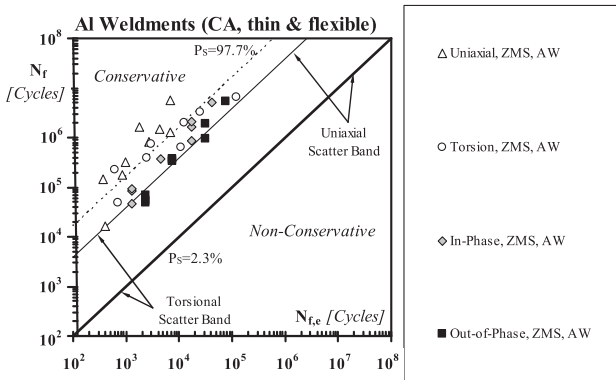 Al Weldments (CA, thin & flexible)
10^8
N_f
[Cycles]
10^7
10^6
10^5
10^4
10^3
10^2
P_S=97.7%
Conservative
Uniaxial
Scatter Band
Non-Conservative
P_S=2.3%
Torsional
Scatter Band
N_f,e [Cycles]
10^2 10^3 10^4 10^5 10^6 10^7 10^8
Uniaxial, ZMS, AW
Torsion, ZMS, AW
In-Phase, ZMS, AW
Out-of-Phase, ZMS, AW